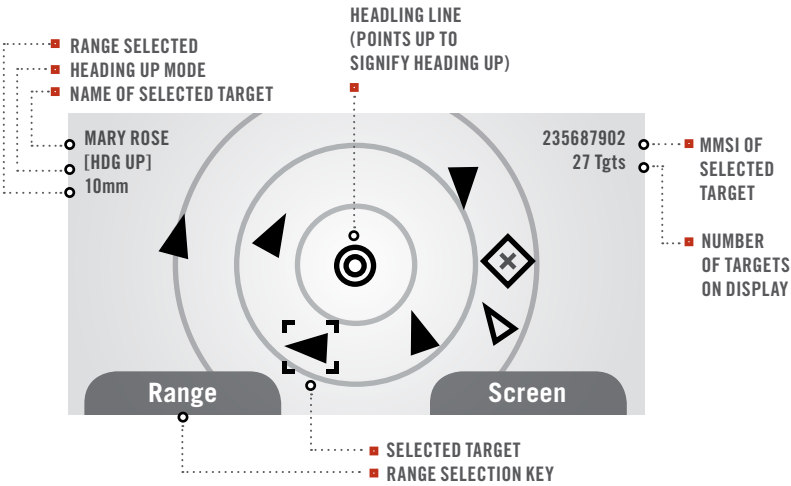 HEADLING LINE
(POINTS UP TO
SIGNIFY HEADING UP)
RANGE SELECTED
HEADING UP MODE
NAME OF SELECTED TARGET
MARY ROSE
[HDG UP]
10mm
235687902
27 Tgts
MMSI OF
SELECTED
TARGET
NUMBER
OF TARGETS
ON DISPLAY
Range
Screen
SELECTED TARGET
RANGE SELECTION KEY